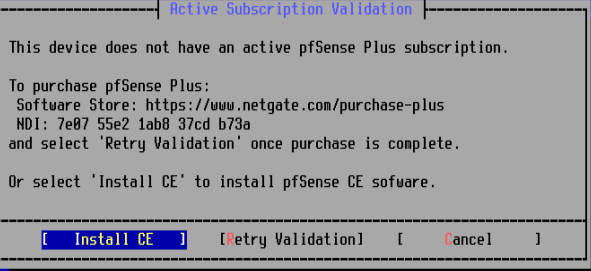 Active Subscription Validation
This device does not have an active pfSense Plus subscription.
To purchase pfSense Plus:
Software Store: https://www.netgate.com/purchase-plus
NDI: 7e07 55e2 1ab8 37cd b73a
and select 'Retry Validation' once purchase is complete.
Or select 'Install CE' to install pfSense CE sofware.
[ Install CE ] [Retry Validation] [ Cancel ]